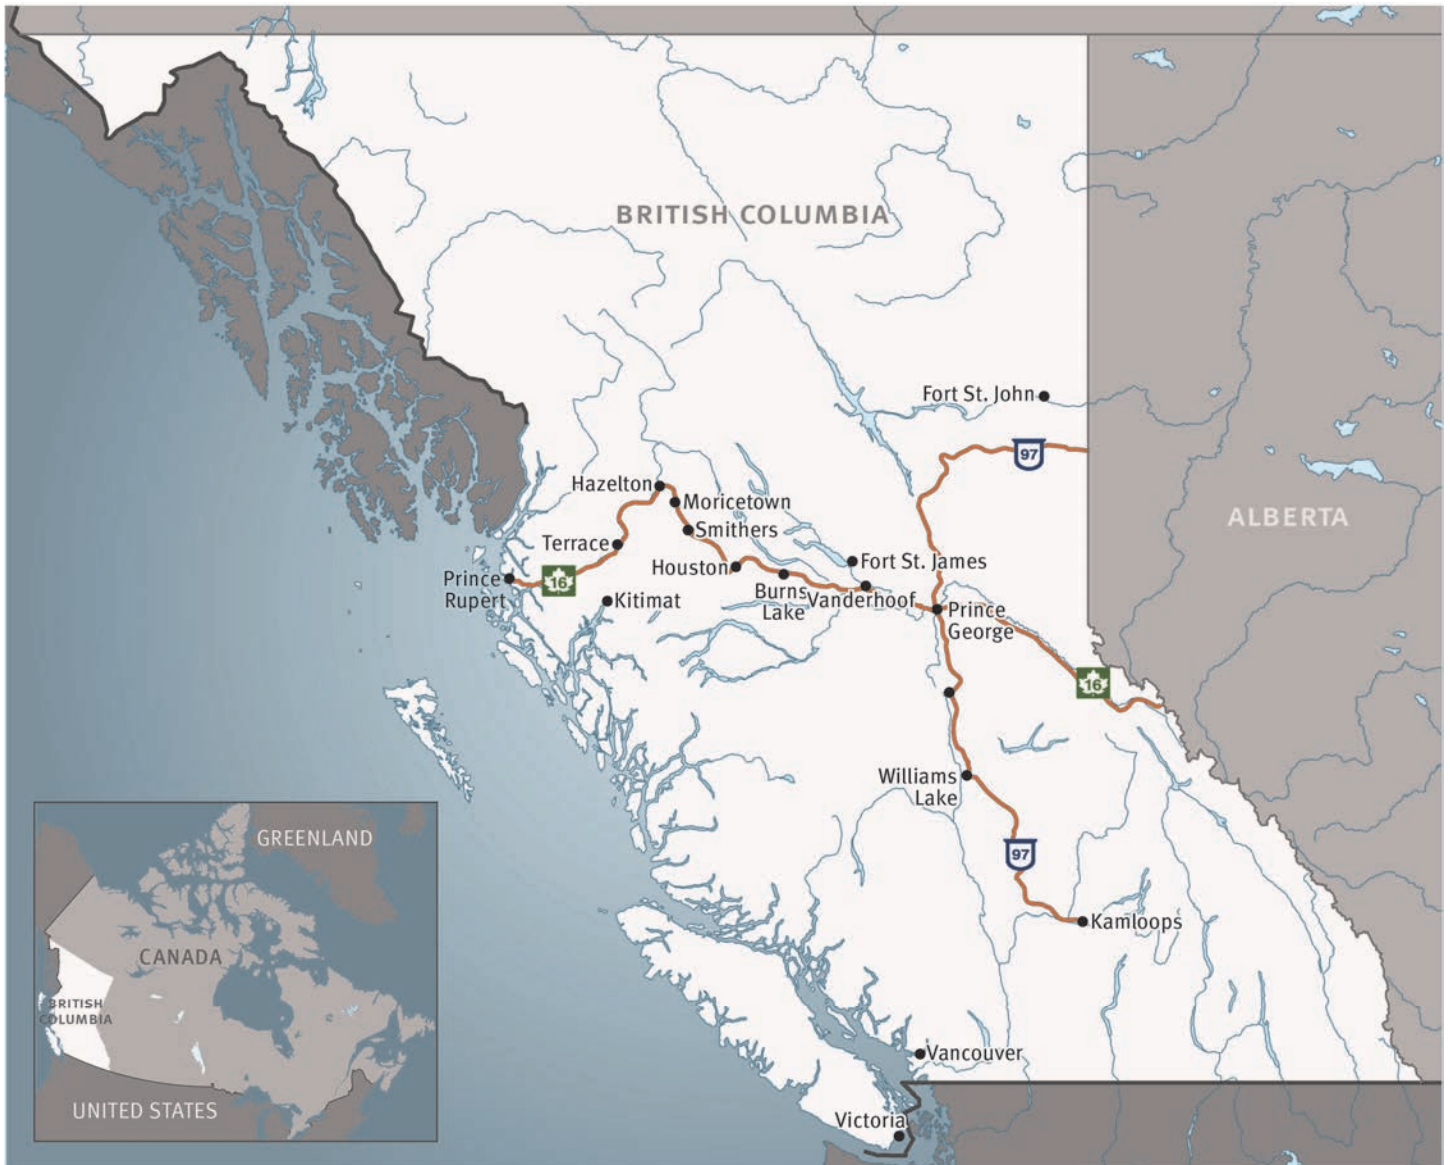 BRITISH COLUMBIA
Fort St. John
97
Hazelton
Moricetown
ALBERTA
Smithers
Terrace
Fort St. James
Houston
Prince
Rupert
16
Kitimat
Burns
Lake
Vanderhoof
Prince
George
16
Williams
Lake
97
Kamloops
Vancouver
Victoria
GREENLAND
CANADA
BRITISH
COLUMBIA
UNITED STATES